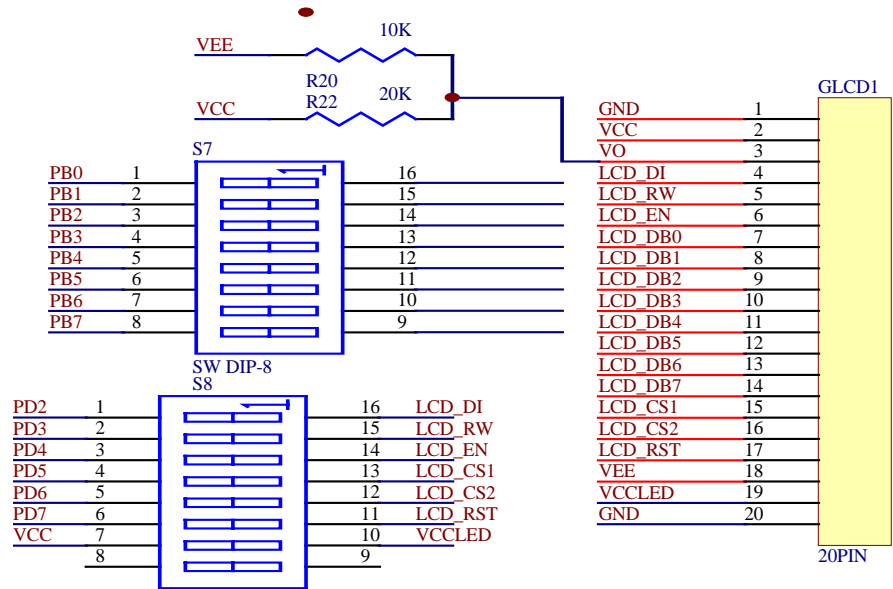 10K
VEE
R20
R22
20K
VCC
S7
PB0 1 16
PB1 2 15
PB2 3 14
PB3 4 13
PB4 5 12
PB5 6 11
PB6 7 10
PB7 8 9
SW DIP-8
S8
PD2 1 16 LCD_DI
PD3 2 15 LCD_RW
PD4 3 14 LCD_EN
PD5 4 13 LCD_CS1
PD6 5 12 LCD_CS2
PD7 6 11 LCD_RST
VCC 7 10 VCCLED
8 9
GLCD1
GND 1
VCC 2
VO 3
LCD_DI 4
LCD_RW 5
LCD_EN 6
LCD_DB0 7
LCD_DB1 8
LCD_DB2 9
LCD_DB3 10
LCD_DB4 11
LCD_DB5 12
LCD_DB6 13
LCD_DB7 14
LCD_CS1 15
LCD_CS2 16
LCD_RST 17
VEE 18
VCCLED 19
GND 20
20PIN